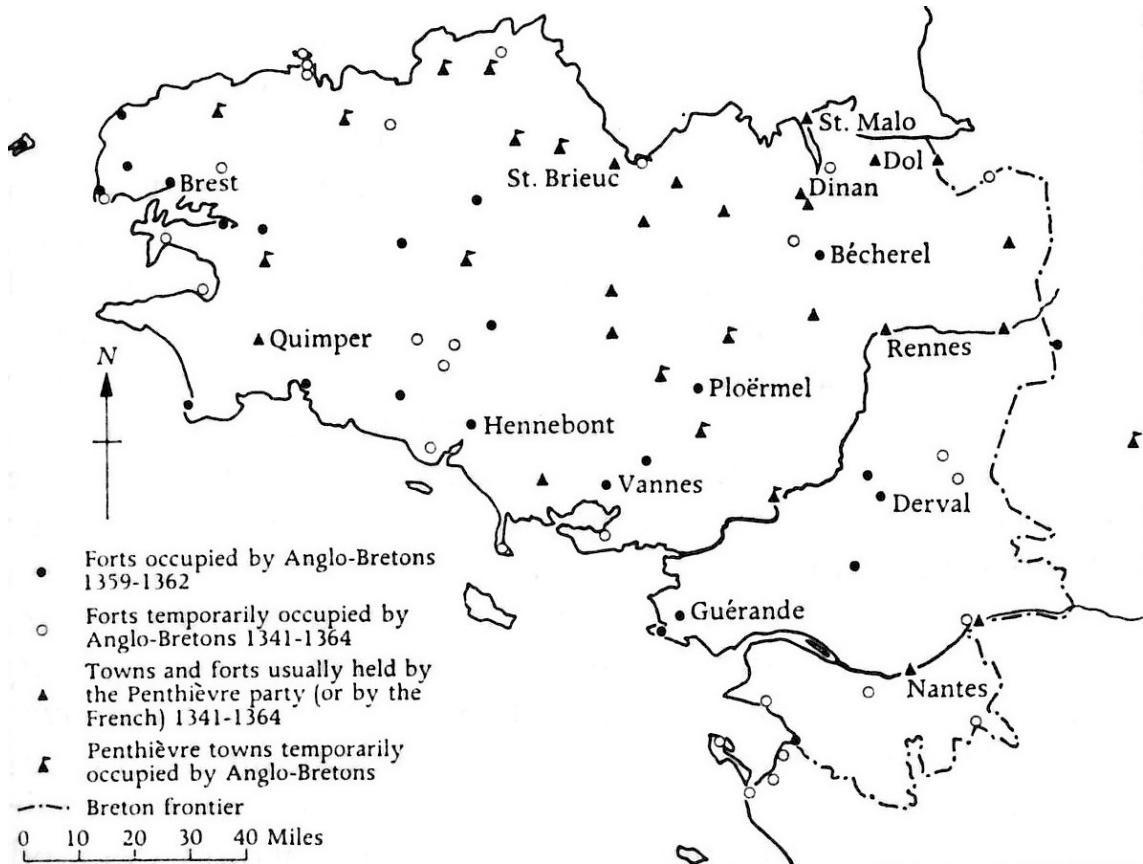 St. Malo
Dol
St. Brieuc
Dinan
Brest
Bécherel
Quimper
Rennes
N
Ploërmel
Hennebont
Vannes
Derval
Guérande
Nantes
Forts occupied by Anglo-Bretons
1359-1362
Forts temporarily occupied by
Anglo-Bretons 1341-1364
Towns and forts usually held by
the Penthièvre party (or by the
French) 1341-1364
Penthièvre towns temporarily
occupied by Anglo-Bretons
Breton frontier
0 10 20 30 40 Miles